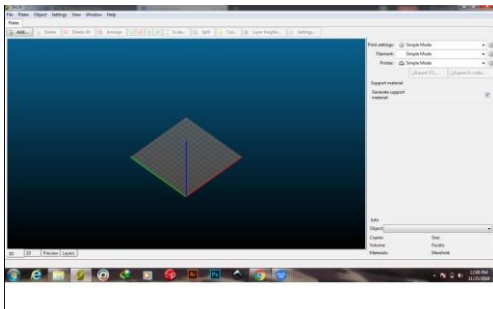 File Plater Object Settings View Window Help
Plater
Add... Delete Delete All Arrange Scale... Split Cut... Layer heights... Settings...
Print settings: Simple Mode
Filament: Simple Mode
Printer: Simple Mode
Export G-code...
Support material
Generate support
material:
Info
Object:
Copies: Size:
Volume: Facets:
Materials: Manifold:
3D 2D Preview Layers